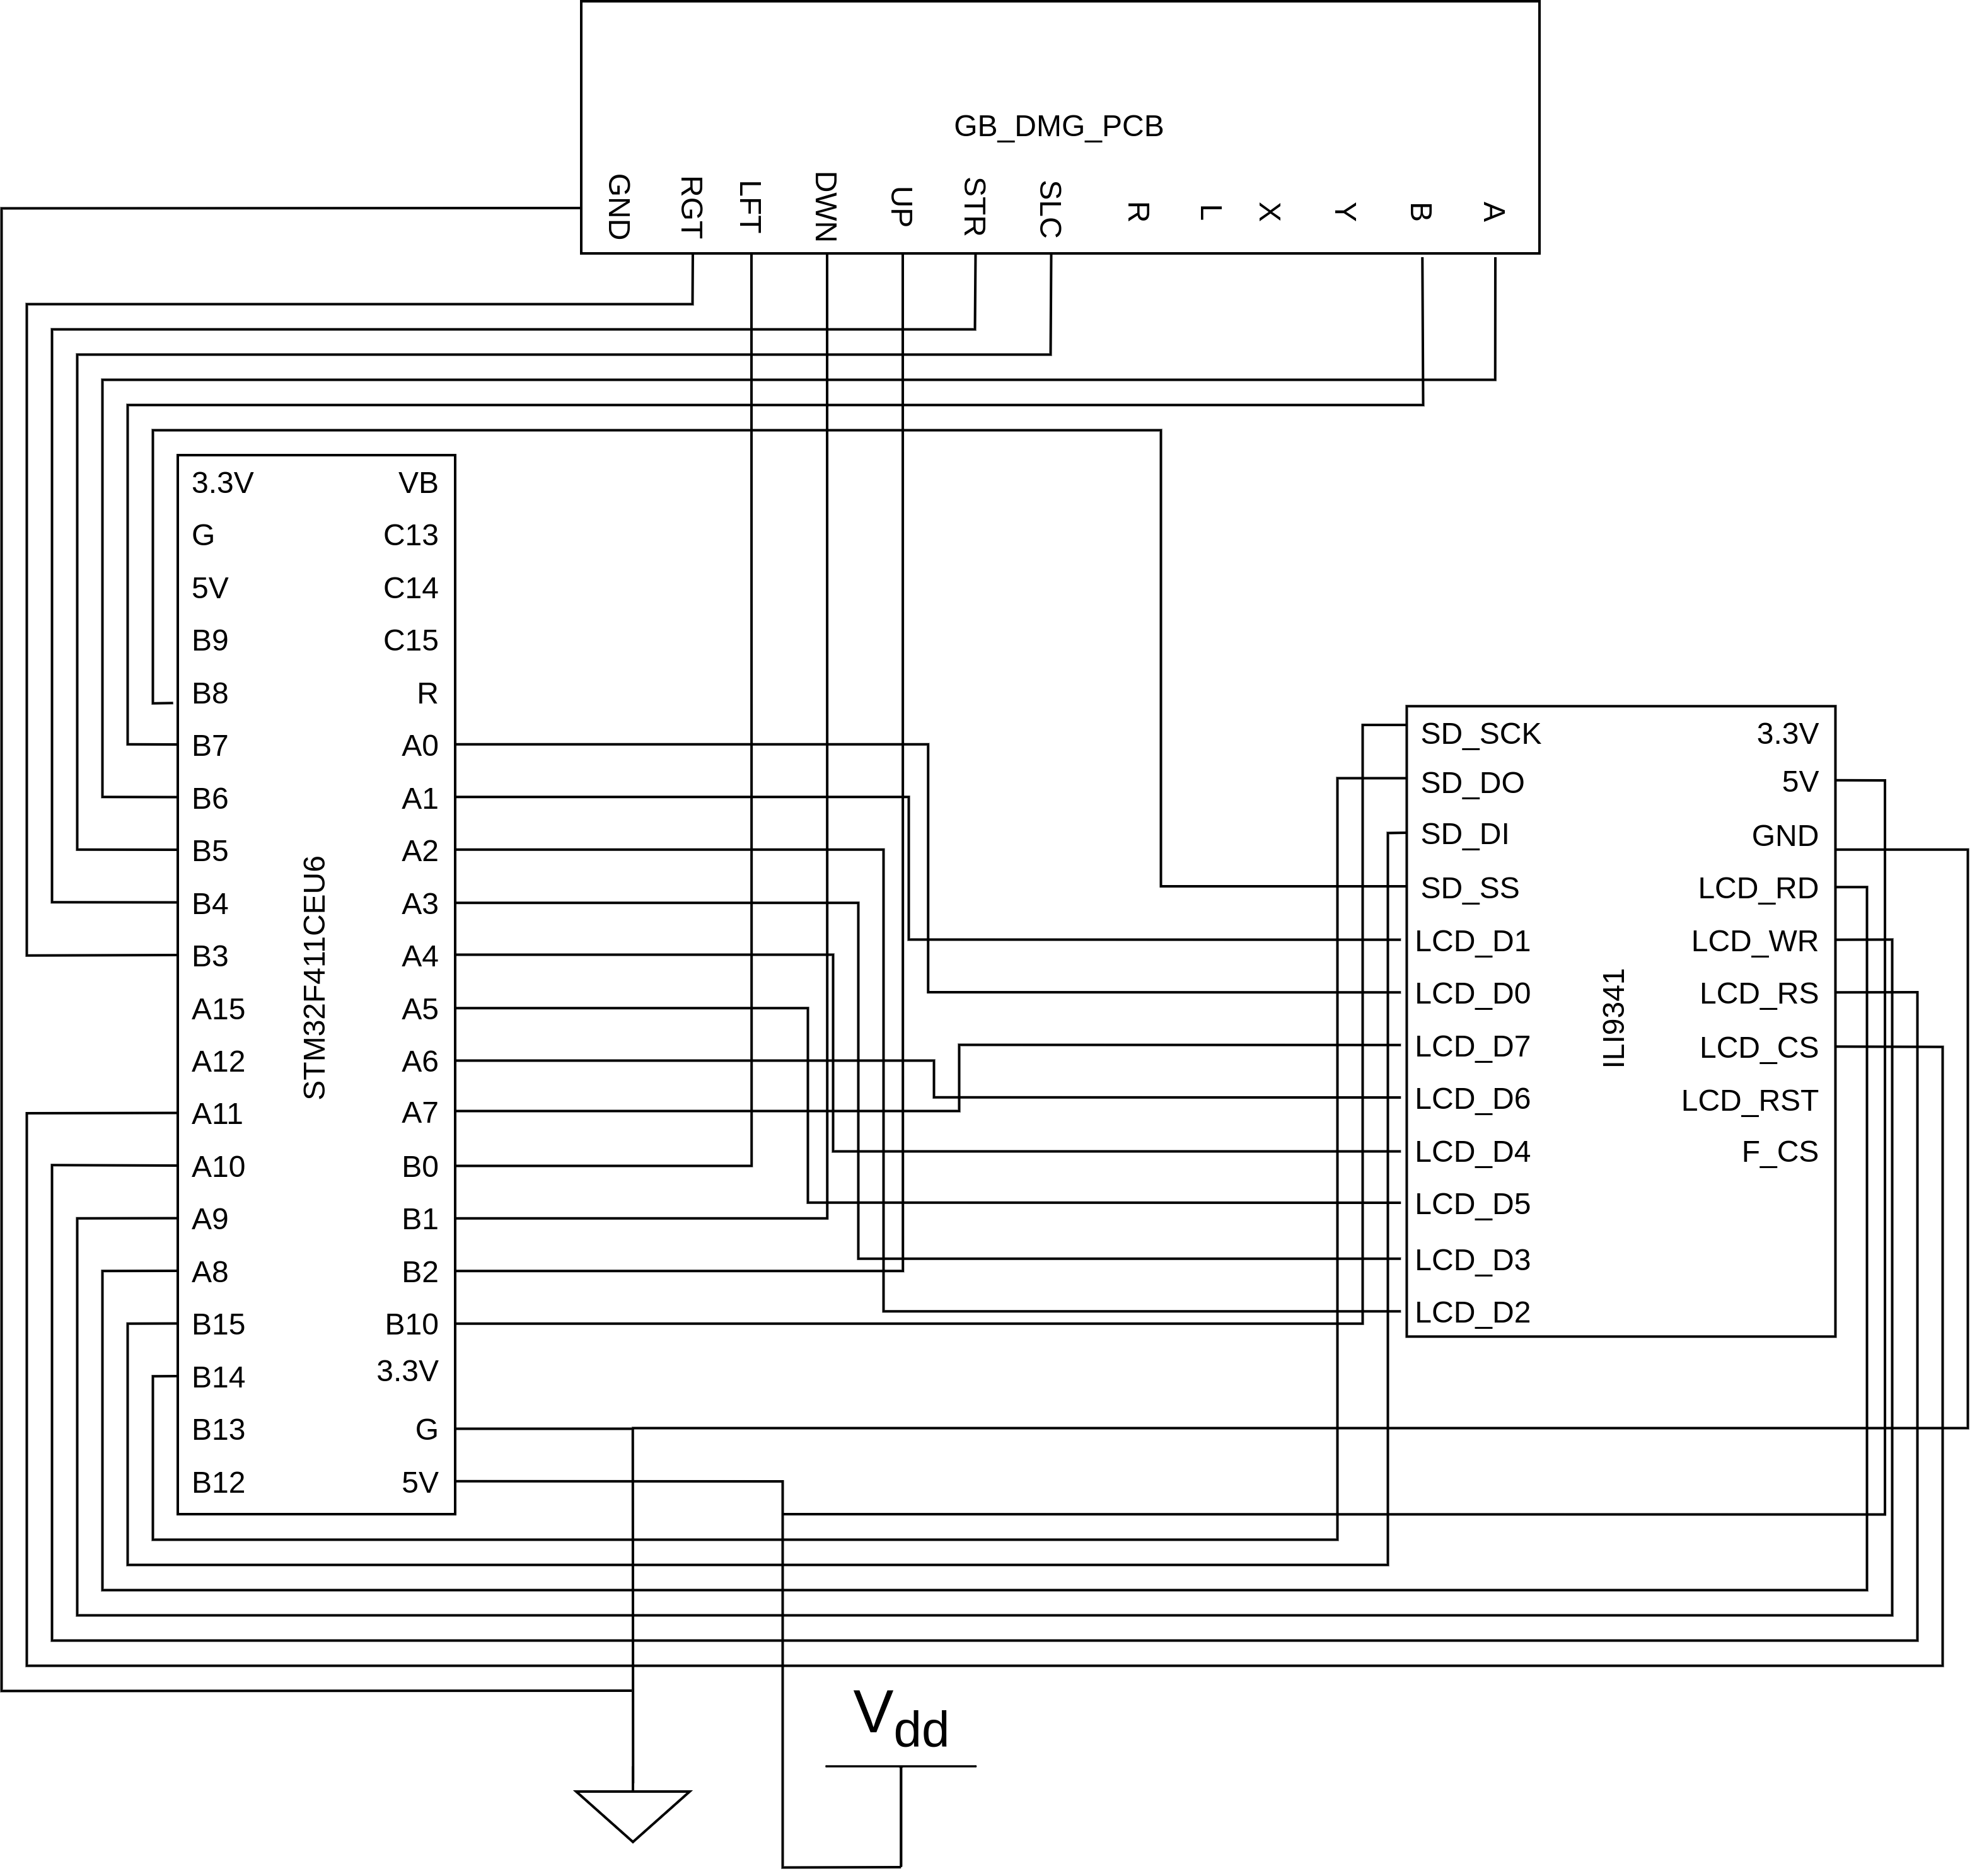 GB_DMG_PCB
GND
RGT
LFT
DWN
UP
STR
SLC
R
L
X
Y
B
A
STM32F411CEU6
3.3V
G
5V
B9
B8
B7
B6
B5
B4
B3
A15
A12
A11
A10
A9
A8
B15
B14
B13
B12
VB
C13
C14
C15
R
A0
A1
A2
A3
A4
A5
A6
A7
B0
B1
B2
B10
3.3V
G
5V
ILI9341
SD_SCK
SD_DO
SD_DI
SD_SS
LCD_D1
LCD_D0
LCD_D7
LCD_D6
LCD_D4
LCD_D5
LCD_D3
LCD_D2
3.3V
5V
GND
LCD_RD
LCD_WR
LCD_RS
LCD_CS
LCD_RST
F_CS
Vdd